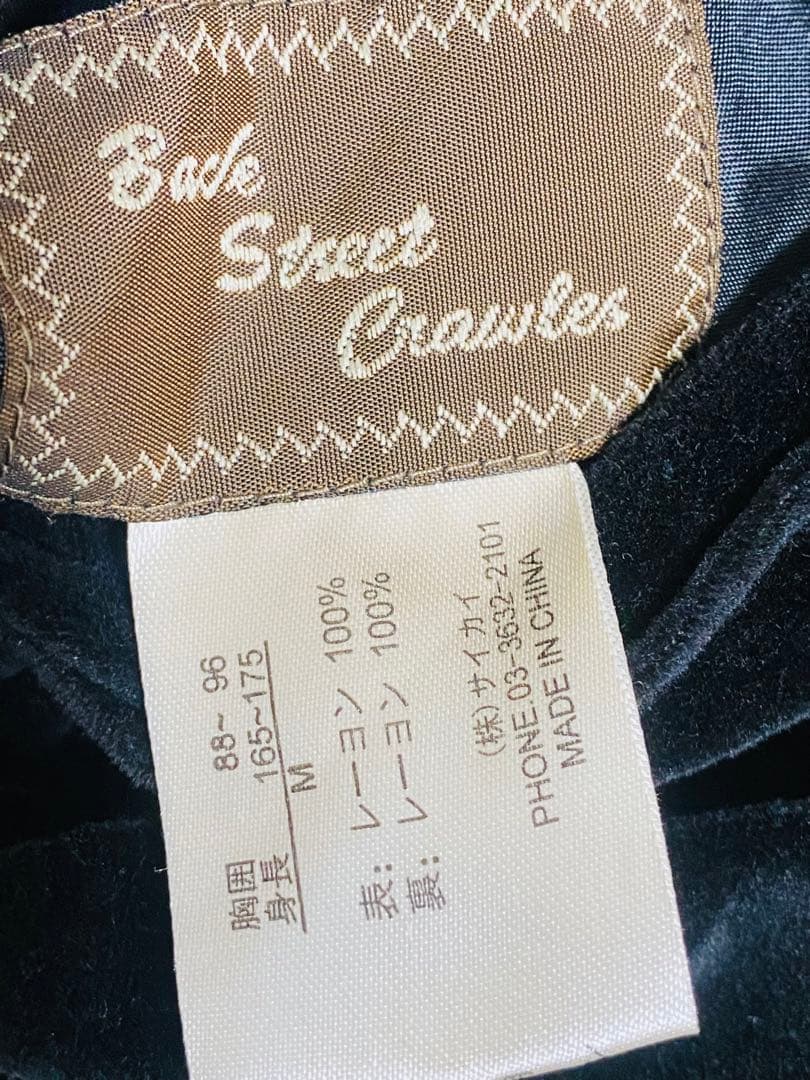 Back
Street
Crawler
胸囲 88~ 96
身長 165~175
M
表: レーヨン 100%
裏: レーヨン 100%
(株)サイカイ
PHONE.03-3632-2101
MADE IN CHINA